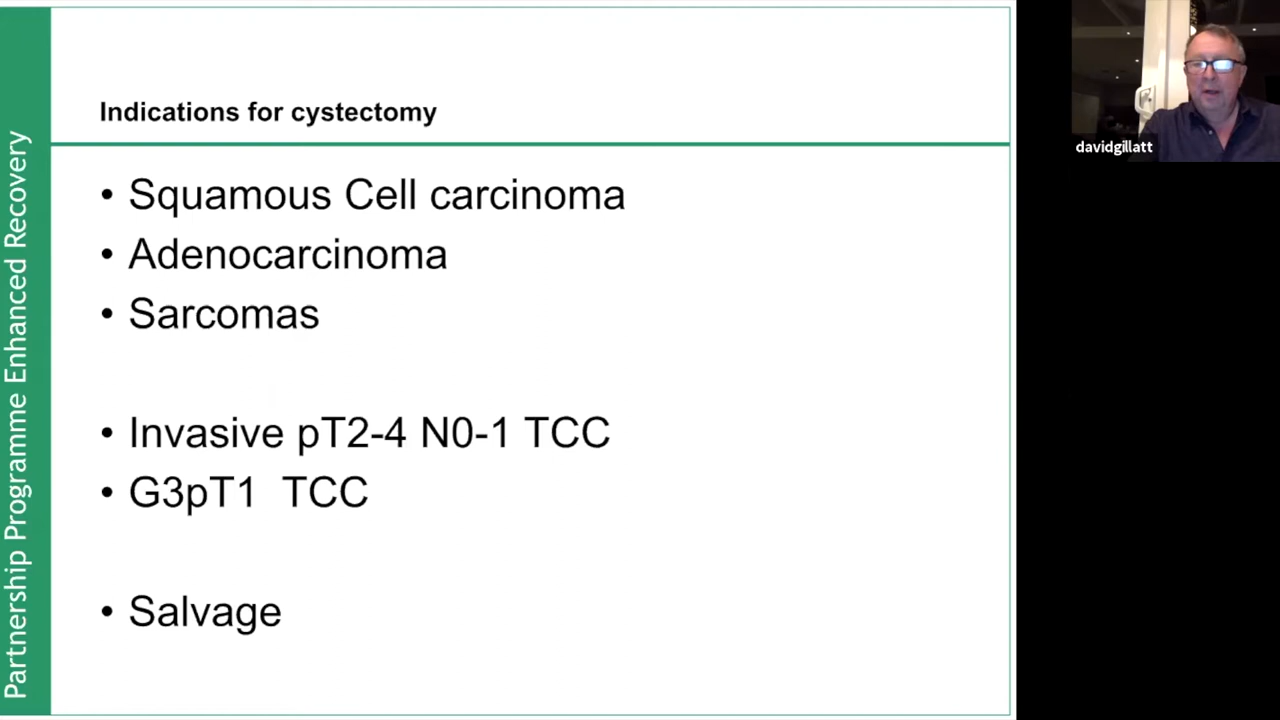 Partnership Programme Enhanced Recovery
Indications for cystectomy
• Squamous Cell carcinoma
• Adenocarcinoma
• Sarcomas
• Invasive pT2-4 N0-1 TCC
• G3pT1  TCC
• Salvage
davidgillatt